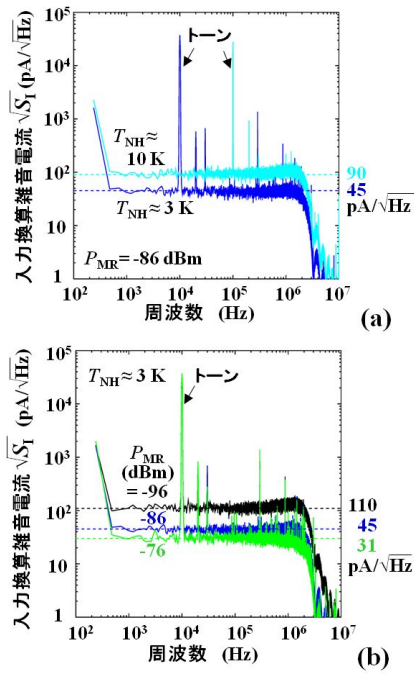 10⁵
10⁴
10³
10²
10
1
入力換算雑音電流 √S_I (pA/√Hz)
トーン
T_NH≈
10 K
T_NH≈ 3 K
P_MR= -86 dBm
90
45
pA/√Hz
10² 10³ 10⁴ 10⁵ 10⁶ 10⁷
周波数 (Hz)
(a)
10⁵
10⁴
10³
10²
10
1
入力換算雑音電流 √S_I (pA/√Hz)
T_NH≈ 3 K
トーン
P_MR
(dBm)
= -96
-86
-76
110
45
31
pA/√Hz
10² 10³ 10⁴ 10⁵ 10⁶ 10⁷
周波数 (Hz)
(b)